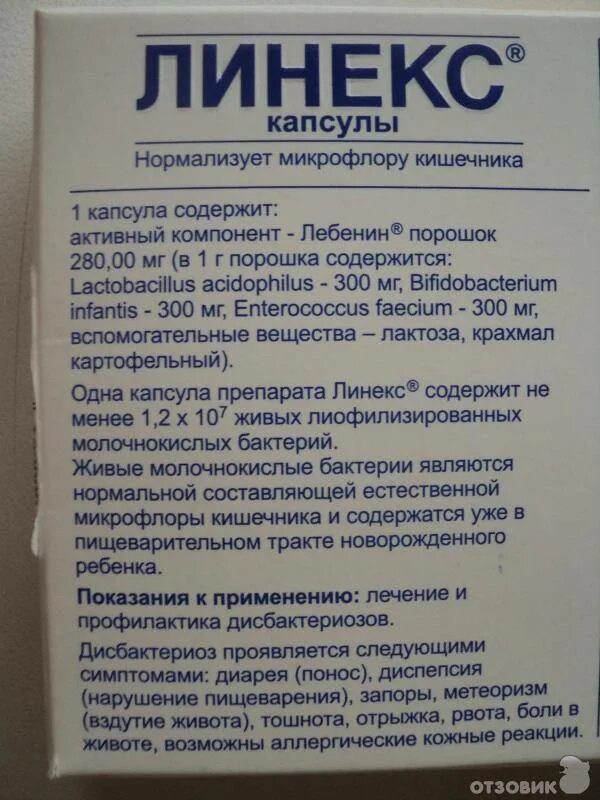 ЛИНЕКС®
капсулы
Нормализует микрофлору кишечника
1 капсула содержит:
активный компонент - Лебенин® порошок
280,00 мг (в 1 г порошка содержится:
Lactobacillus acidophilus - 300 мг, Bifidobacterium
infantis - 300 мг, Enterococcus faecium - 300 мг,
вспомогательные вещества – лактоза, крахмал
картофельный).
Одна капсула препарата Линекс® содержит не
менее 1,2 x 10⁷ живых лиофилизированных
молочнокислых бактерий.
Живые молочнокислые бактерии являются
нормальной составляющей естественной
микрофлоры кишечника и содержатся уже в
пищеварительном тракте новорожденного
ребенка.
Показания к применению: лечение и
профилактика дисбактериозов.
Дисбактериоз проявляется следующими
симптомами: диарея (понос), диспепсия
(нарушение пищеварения), запоры, метеоризм
(вздутие живота), тошнота, отрыжка, рвота, боли в
животе, возможны аллергические кожные реакции.
ОТЗОВИК